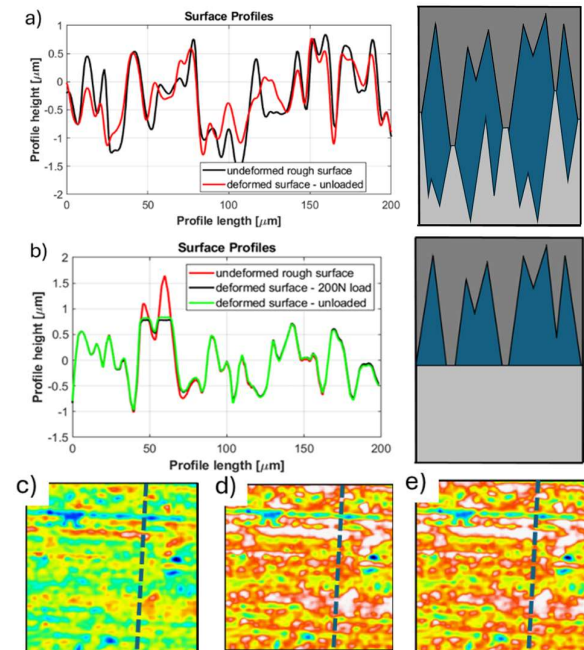 a)
Surface Profiles
Profile height [μm]
1
0.5
0
-0.5
-1
-1.5
-2
undeformed rough surface
deformed surface - unloaded
0 50 100 150 200
Profile length [μm]
b)
Surface Profiles
Profile height [μm]
2
1.5
1
0.5
0
-0.5
-1
-1.5
undeformed rough surface
deformed surface - 200N load
deformed surface - unloaded
0 50 100 150 200
Profile length [μm]
c) d) e)